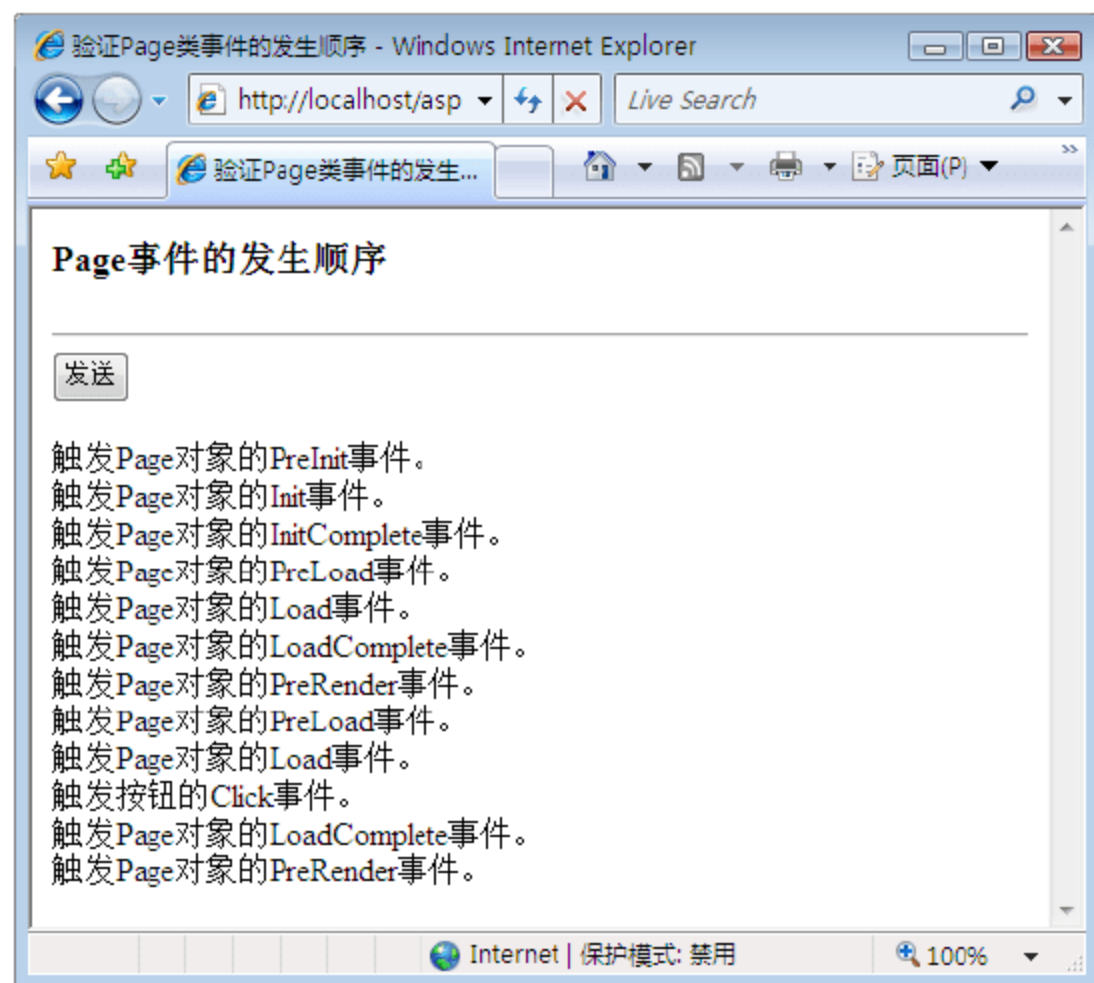 验证Page类事件的发生顺序 - Windows Internet Explorer
http://localhost/asp
Live Search
验证Page类事件的发生...
页面(P)
Page事件的发生顺序
发送
触发Page对象的PreInit事件。
触发Page对象的Init事件。
触发Page对象的InitComplete事件。
触发Page对象的PreLoad事件。
触发Page对象的Load事件。
触发Page对象的LoadComplete事件。
触发Page对象的PreRender事件。
触发Page对象的PreLoad事件。
触发Page对象的Load事件。
触发按钮的Click事件。
触发Page对象的LoadComplete事件。
触发Page对象的PreRender事件。
Internet | 保护模式: 禁用
100%